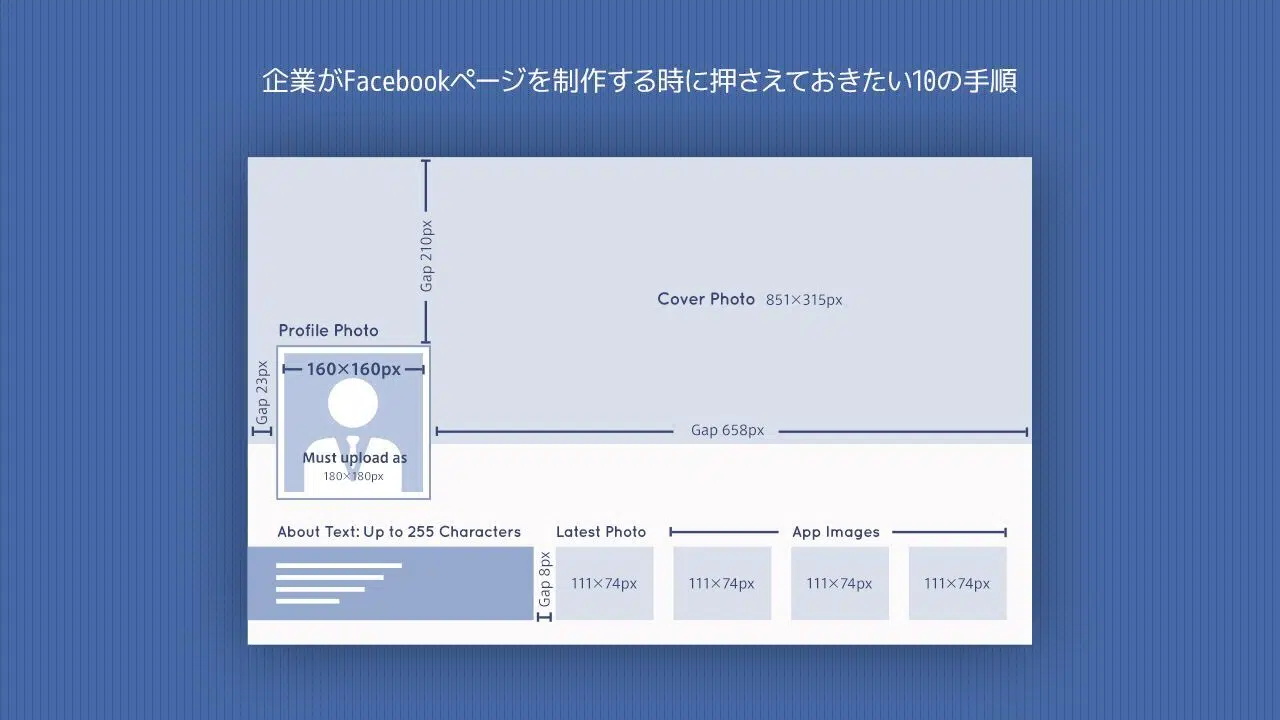 企業がFacebookページを制作する時に押さえておきたい10の手順
Gap 210px
Cover Photo 851×315px
Profile Photo
Gap 23px
160×160px
Must upload as
180×180px
Gap 658px
About Text: Up to 255 Characters
Latest Photo
App Images
Gap 8px
111×74px
111×74px
111×74px
111×74px